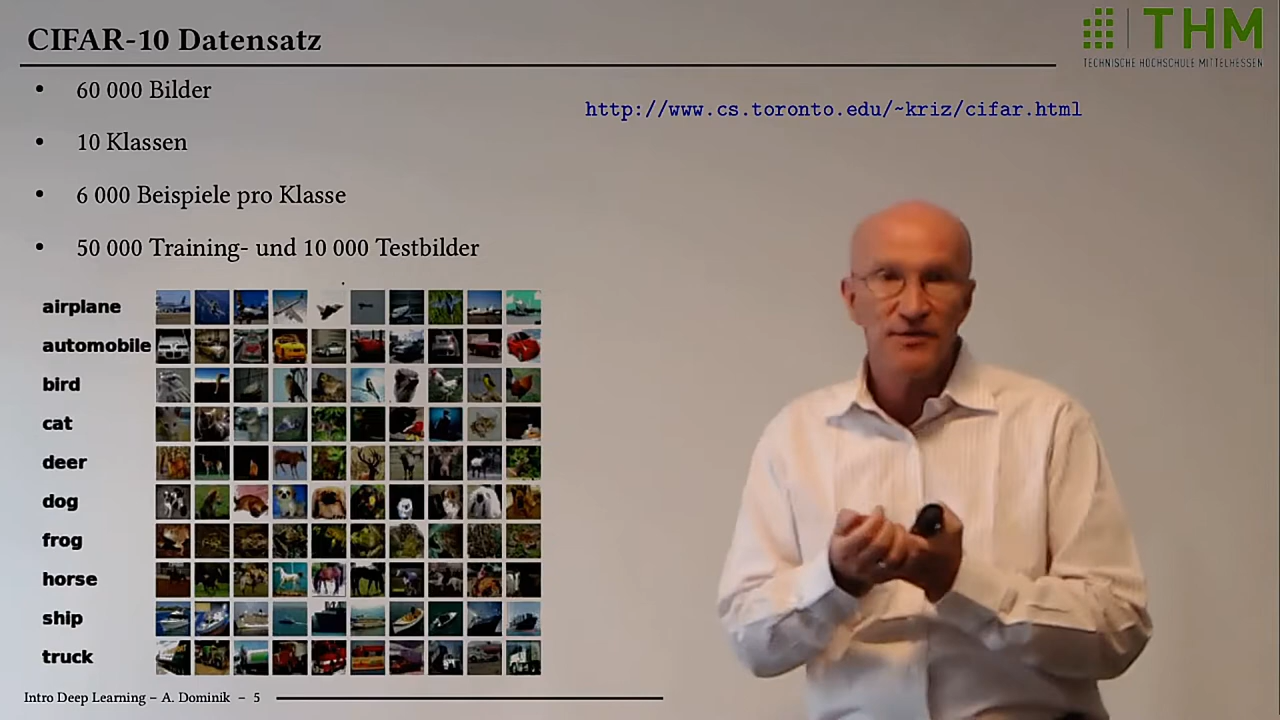 CIFAR-10 Datensatz
THM
TECHNISCHE HOCHSCHULE MITTELHESSEN
• 60 000 Bilder
http://www.cs.toronto.edu/~kriz/cifar.html
• 10 Klassen
• 6 000 Beispiele pro Klasse
• 50 000 Training- und 10 000 Testbilder
airplane
automobile
bird
cat
deer
dog
frog
horse
ship
truck
Intro Deep Learning – A. Dominik – 5